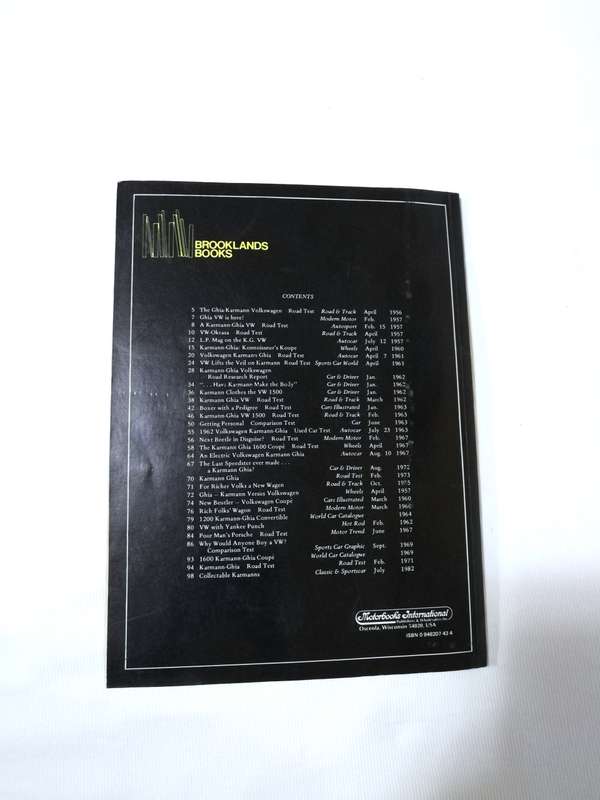 BROOKLANDS
BOOKS
CONTENTS
5 The Ghia Karmann Volkswagen Road Test Road & Track April 1956
7 Ghia VW is here! Modern Motor Feb. 1957
8 A Karmann Ghia VW Road Test Autosport Feb. 15 1957
10 VW-Okrasa Road Test Road & Track April 1957
12 L.P. Mag on the K.G. VW Autocar July 12 1957
15 Karmann-Ghia: Konnoisser's Koupe Wheels April 1960
20 Volkswagen Karmann Ghia Road Test Autocar April 7 1961
24 VW Lifts the Veil on Karmann Road Test Sports Car World April 1961
28 Karmann-Ghia Volkswagen
Road Research Report Car & Driver Jan. 1962
34 “. . . Have Karmann Make the Body” Car & Driver Jan. 1962
36 Karmann Clothes the VW 1500 Car & Driver Jan. 1962
38 Karmann Ghia VW Road Test Road & Track March 1962
42 Boxer with a Pedigree Road Test Cars Illustrated Jan. 1963
46 Karmann-Ghia VW 1500 Road Test Road & Track Feb. 1963
50 Getting Personal Comparison Test Car June 1963
55 1962 Volkswagen Karmann-Ghia Used Car Test Autocar July 23 1963
56 Next Beetle in Disguise? Road Test Modern Motor Feb. 1967
58 The Karmann Ghia 1600 Coupé Road Test Wheels April 1967
64 An Electric Volkswagen Karmann Ghia Autocar Aug. 10 1967
67 The Last Speedster ever made . . .
a Karmann Ghia? Car & Driver Aug. 1972
70 Karmann Ghia Road Test Feb. 1973
71 For Richer Volks a New Wagen Road & Track Oct. 1955
72 Ghia – Karmann Versus Volkswagen Wheels April 1957
74 New Bestler – Volkswagen Coupe Cars Illustrated March 1960
76 Rich Folks' Wagon Road Test Modern Motor March 1960
79 1200 Karmann-Ghia Convertible World Car Catalogue 1964
80 VW with Yankee Punch Hot Rod Feb. 1962
84 Poor Man's Porsche Road Test Motor Trend June 1967
86 Why Would Anyone Buy a VW?
Comparison Test Sports Car Graphic Sept. 1969
93 1600 Karmann-Ghia Coupé World Car Catalogue 1969
94 Karmann-Ghia Road Test Road Test Feb. 1971
98 Collectable Karmanns Classic & Sportscar July 1982
Motorbooks International
Publishers & Wholesalers Inc.
Osceola, Wisconsin 54020, USA
ISBN 0 948207 42 4